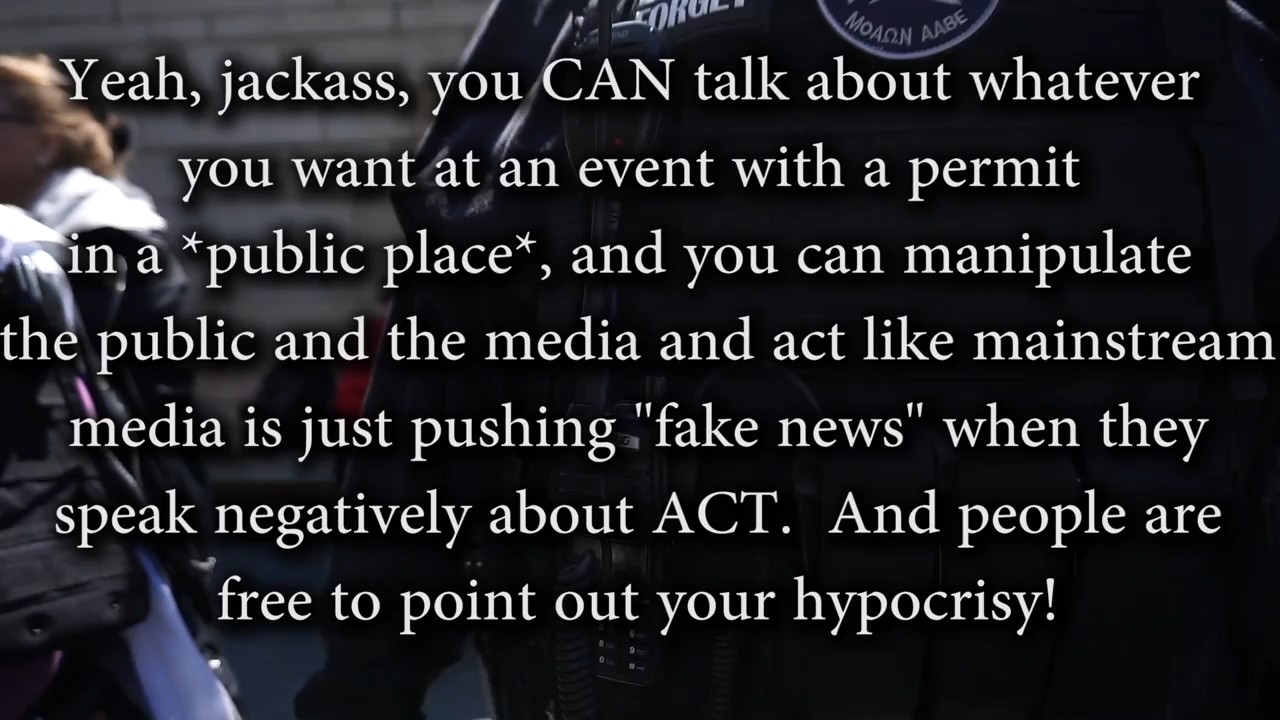 FORGET
ΜΟΛΩΝ ΛΑΒΕ
Yeah, jackass, you CAN talk about whatever
you want at an event with a permit
in a *public place*, and you can manipulate
the public and the media and act like mainstream
media is just pushing "fake news" when they
speak negatively about ACT.  And people are
free to point out your hypocrisy!